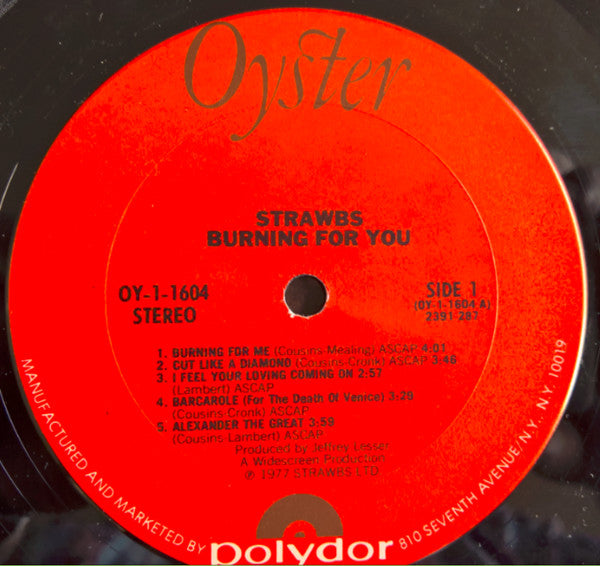 Oyster
STRAWBS
BURNING FOR YOU
OY-1-1604
STEREO
SIDE 1
(OY-1-1604 A)
2391 287
1. BURNING FOR ME (Cousins-Mealing) ASCAP 4:01
2. CUT LIKE A DIAMOND (Cousins-Cronk) ASCAP 3:46
3. I FEEL YOUR LOVING COMING ON 2:57
(Lambert) ASCAP
4. BARCAROLE (For The Death Of Venice) 3:28
(Cousins-Cronk) ASCAP
5. ALEXANDER THE GREAT 3:59
(Cousins-Lambert) ASCAP
Produced by Jeffrey Lesser
A Widescreen Production
℗ 1977 STRAWBS LTD.
MANUFACTURED AND MARKETED BY polydor 810 SEVENTH AVENUE/N.Y. N.Y. 10019